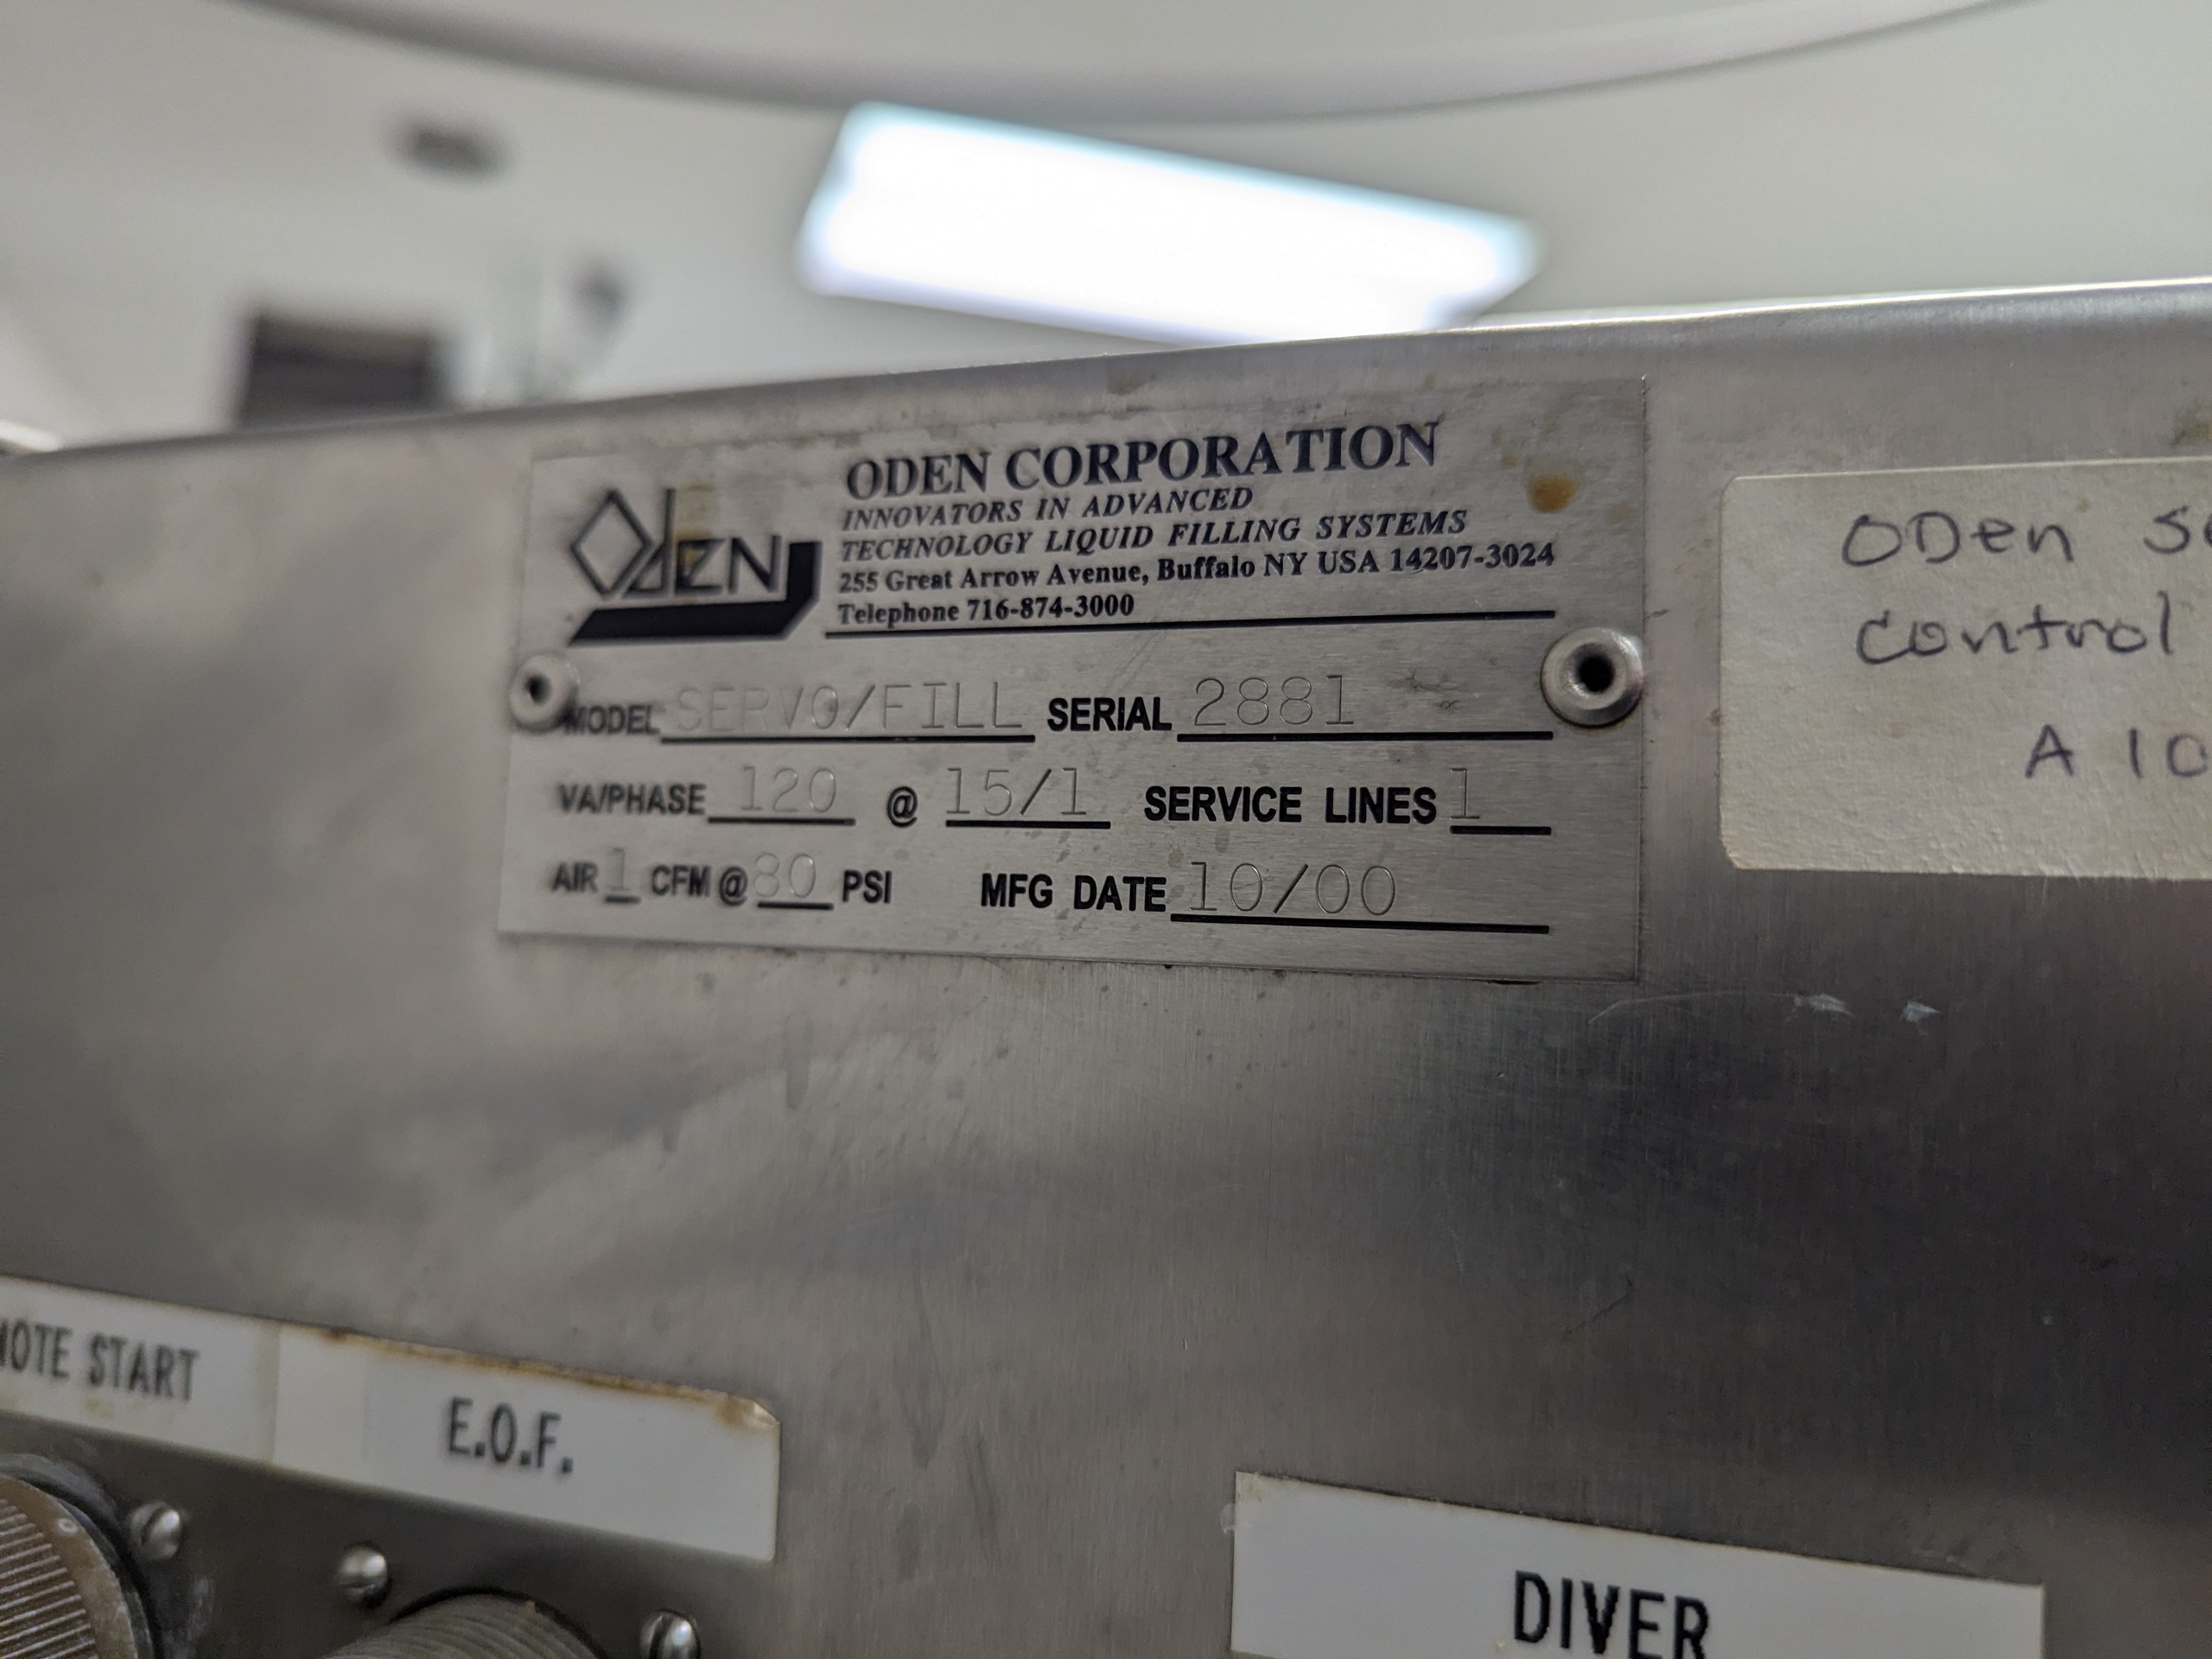 Oden
ODEN CORPORATION
INNOVATORS IN ADVANCED
TECHNOLOGY LIQUID FILLING SYSTEMS
255 Great Arrow Avenue, Buffalo NY USA 14207-3024
Telephone 716-874-3000
MODEL SERVO/FILL SERIAL 2881
VA/PHASE 120 @ 15/1 SERVICE LINES 1
AIR 1 CFM @ 80 PSI MFG DATE 10/00
ODen
Control
A 10
START
E.O.F.
DIVER